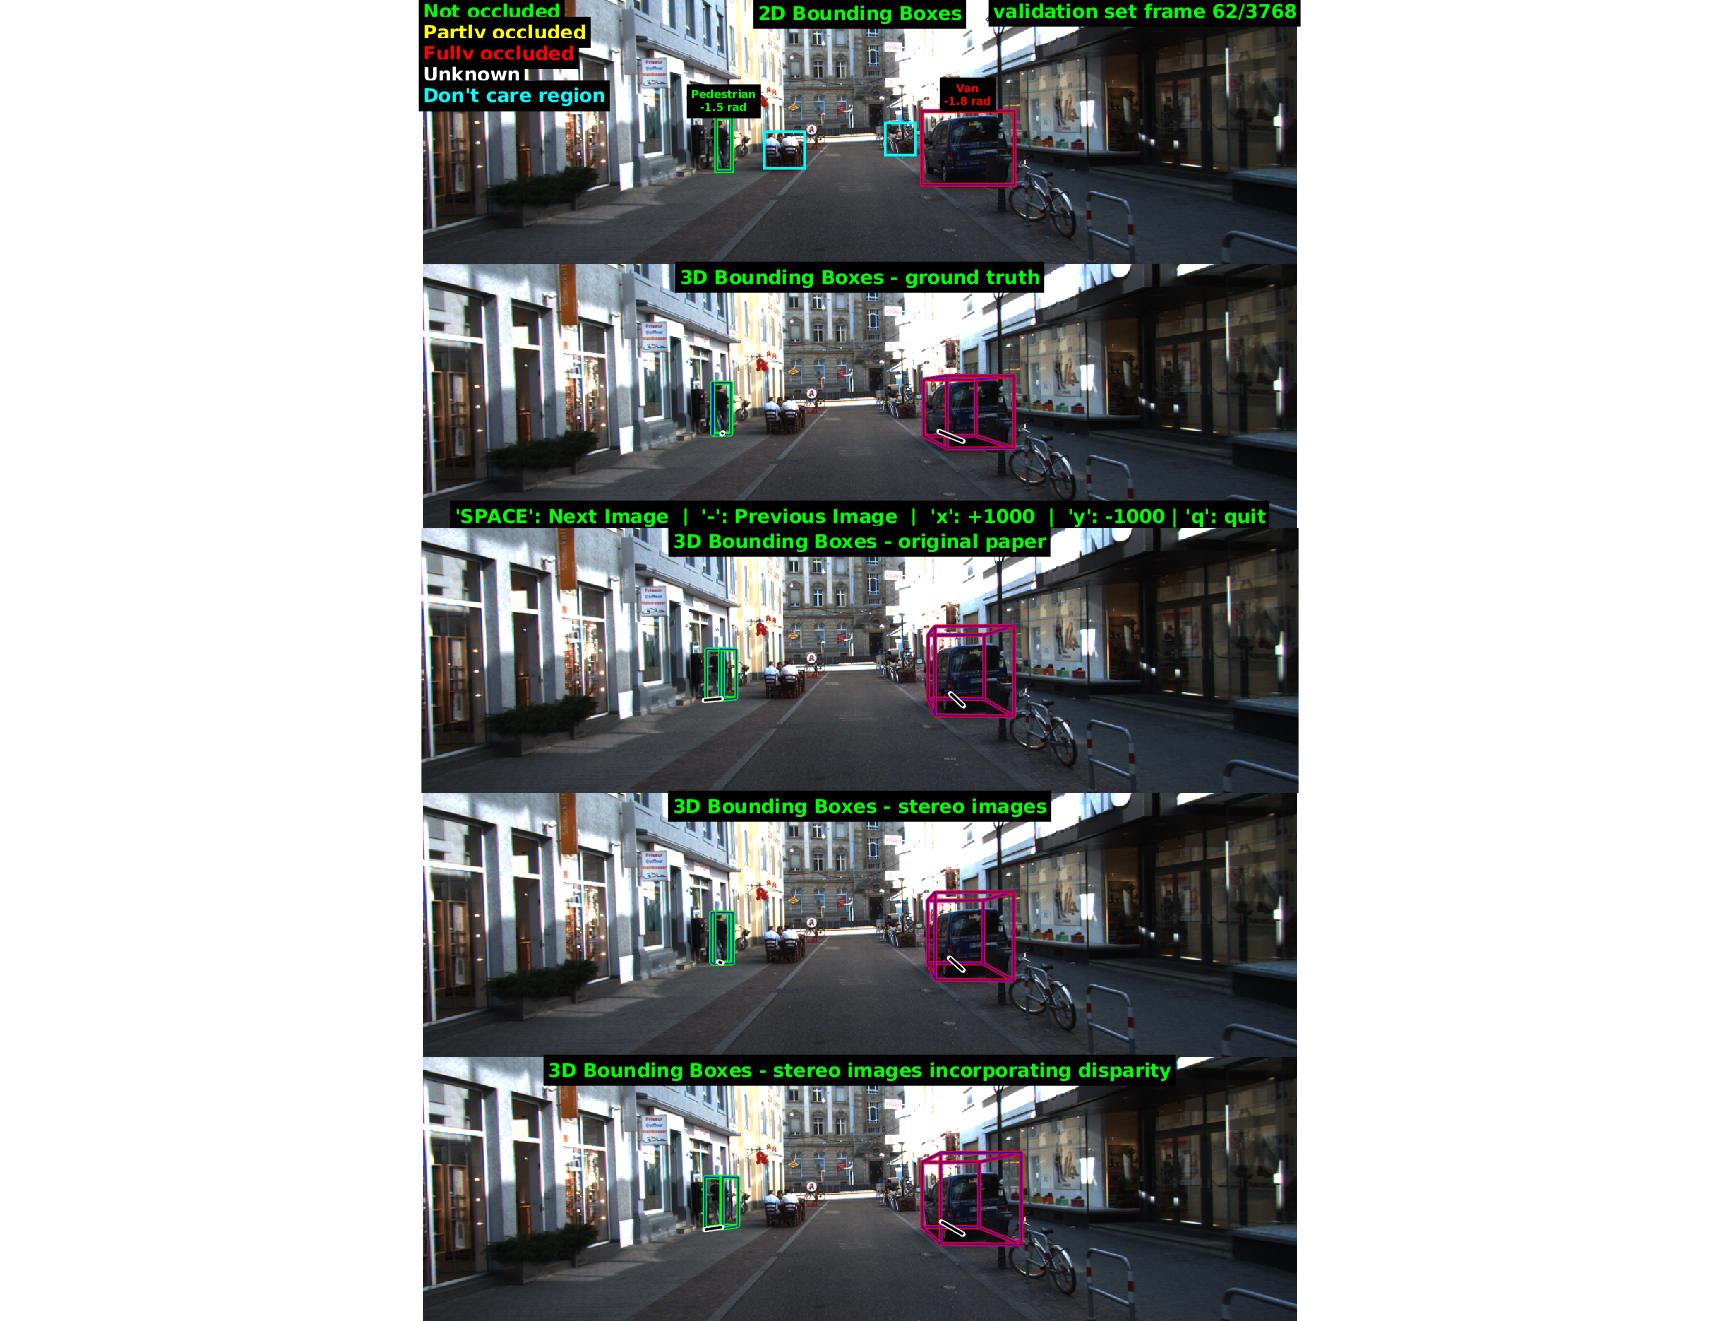 Not occluded
Partly occluded
Fully occluded
Unknown
Don't care region
2D Bounding Boxes
validation set frame 62/3768
Pedestrian
-1.5 rad
Van
-1.8 rad
3D Bounding Boxes - ground truth
'SPACE': Next Image | '-': Previous Image | 'x': +1000 | 'y': -1000 | 'q': quit
3D Bounding Boxes - original paper
3D Bounding Boxes - stereo images
3D Bounding Boxes - stereo images incorporating disparity